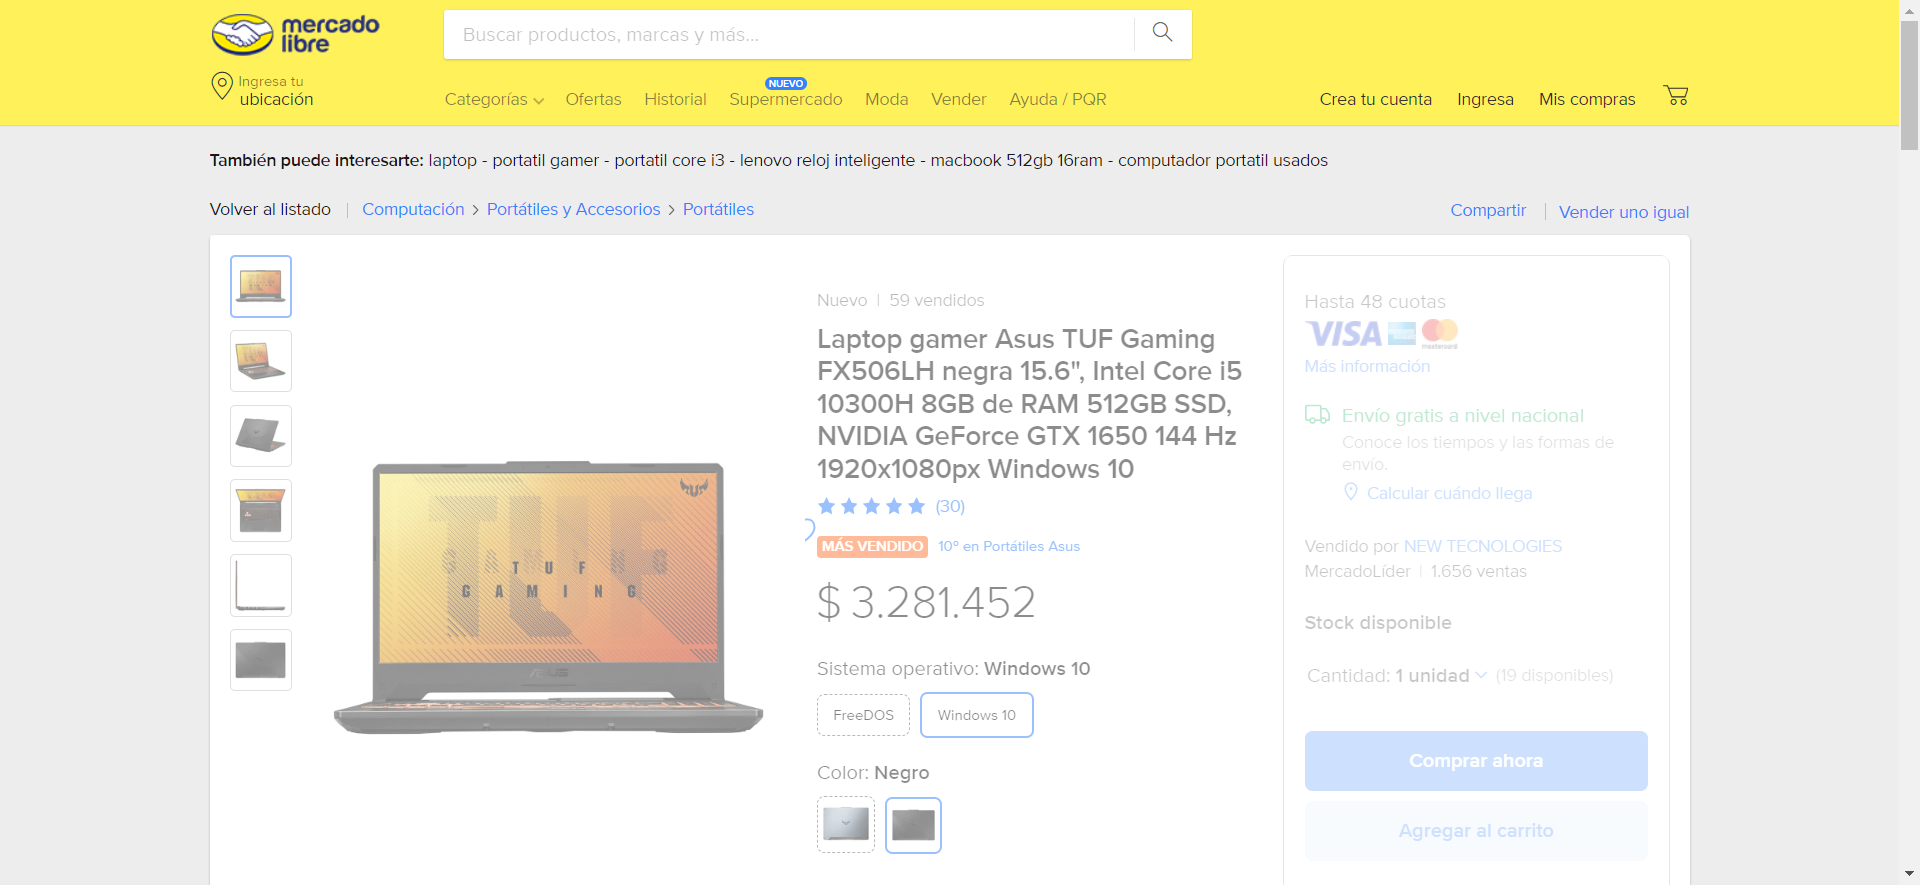 mercado
libre
Buscar productos, marcas y más...
Ingresa tu
ubicación
Categorías
Ofertas
Historial
NUEVO
Supermercado
Moda
Vender
Ayuda / PQR
Crea tu cuenta
Ingresa
Mis compras
También puede interesarte: laptop - portatil gamer - portatil core i3 - lenovo reloj inteligente - macbook 512gb 16ram - computador portatil usados
Volver al listado
Computación
Portátiles y Accesorios
Portátiles
Compartir
Vender uno igual
TUF
TUF
GAMING
ASUS
Nuevo | 59 vendidos
Laptop gamer Asus TUF Gaming
FX506LH negra 15.6", Intel Core i5
10300H 8GB de RAM 512GB SSD,
NVIDIA GeForce GTX 1650 144 Hz
1920x1080px Windows 10
(30)
MÁS VENDIDO 10º en Portátiles Asus
$ 3.281.452
Sistema operativo: Windows 10
FreeDOS
Windows 10
Color: Negro
Hasta 48 cuotas
VISA
mastercard
Más información
Envío gratis a nivel nacional
Conoce los tiempos y las formas de
envío.
Calcular cuándo llega
Vendido por NEW TECNOLOGIES
MercadoLíder | 1.656 ventas
Stock disponible
Cantidad: 1 unidad (19 disponibles)
Comprar ahora
Agregar al carrito